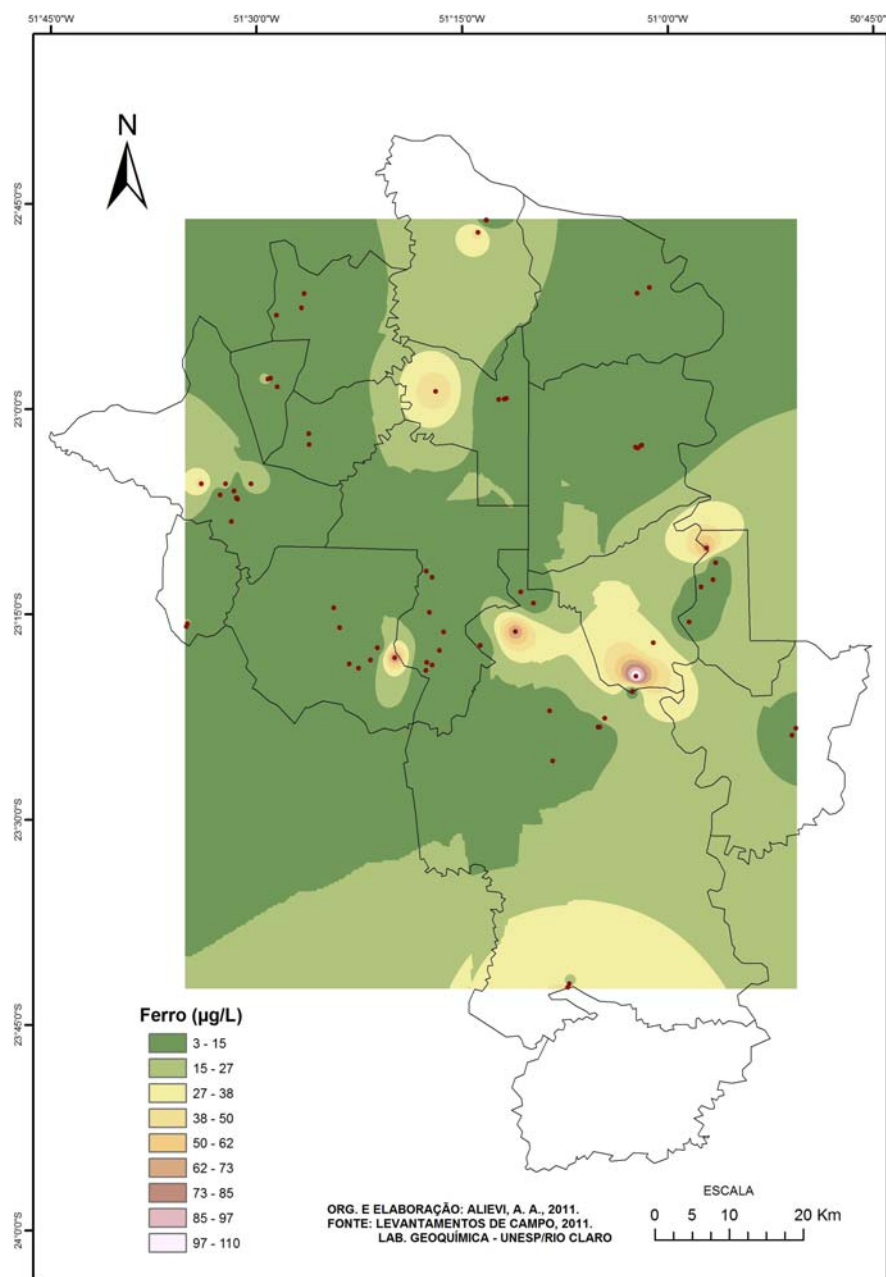 51°45'0"W 51°30'0"W 51°15'0"W 51°0'0"W 50°45'0"W
N
22°45'0"S
23°0'0"S
23°15'0"S
23°30'0"S
23°45'0"S
24°0'0"S
Ferro (µg/L)
3 - 15
15 - 27
27 - 38
38 - 50
50 - 62
62 - 73
73 - 85
85 - 97
97 - 110
ORG. E ELABORAÇÃO: ALIEVI, A. A., 2011.
FONTE: LEVANTAMENTOS DE CAMPO, 2011.
LAB. GEOQUÍMICA - UNESP/RIO CLARO
ESCALA
0 5 10 20 Km